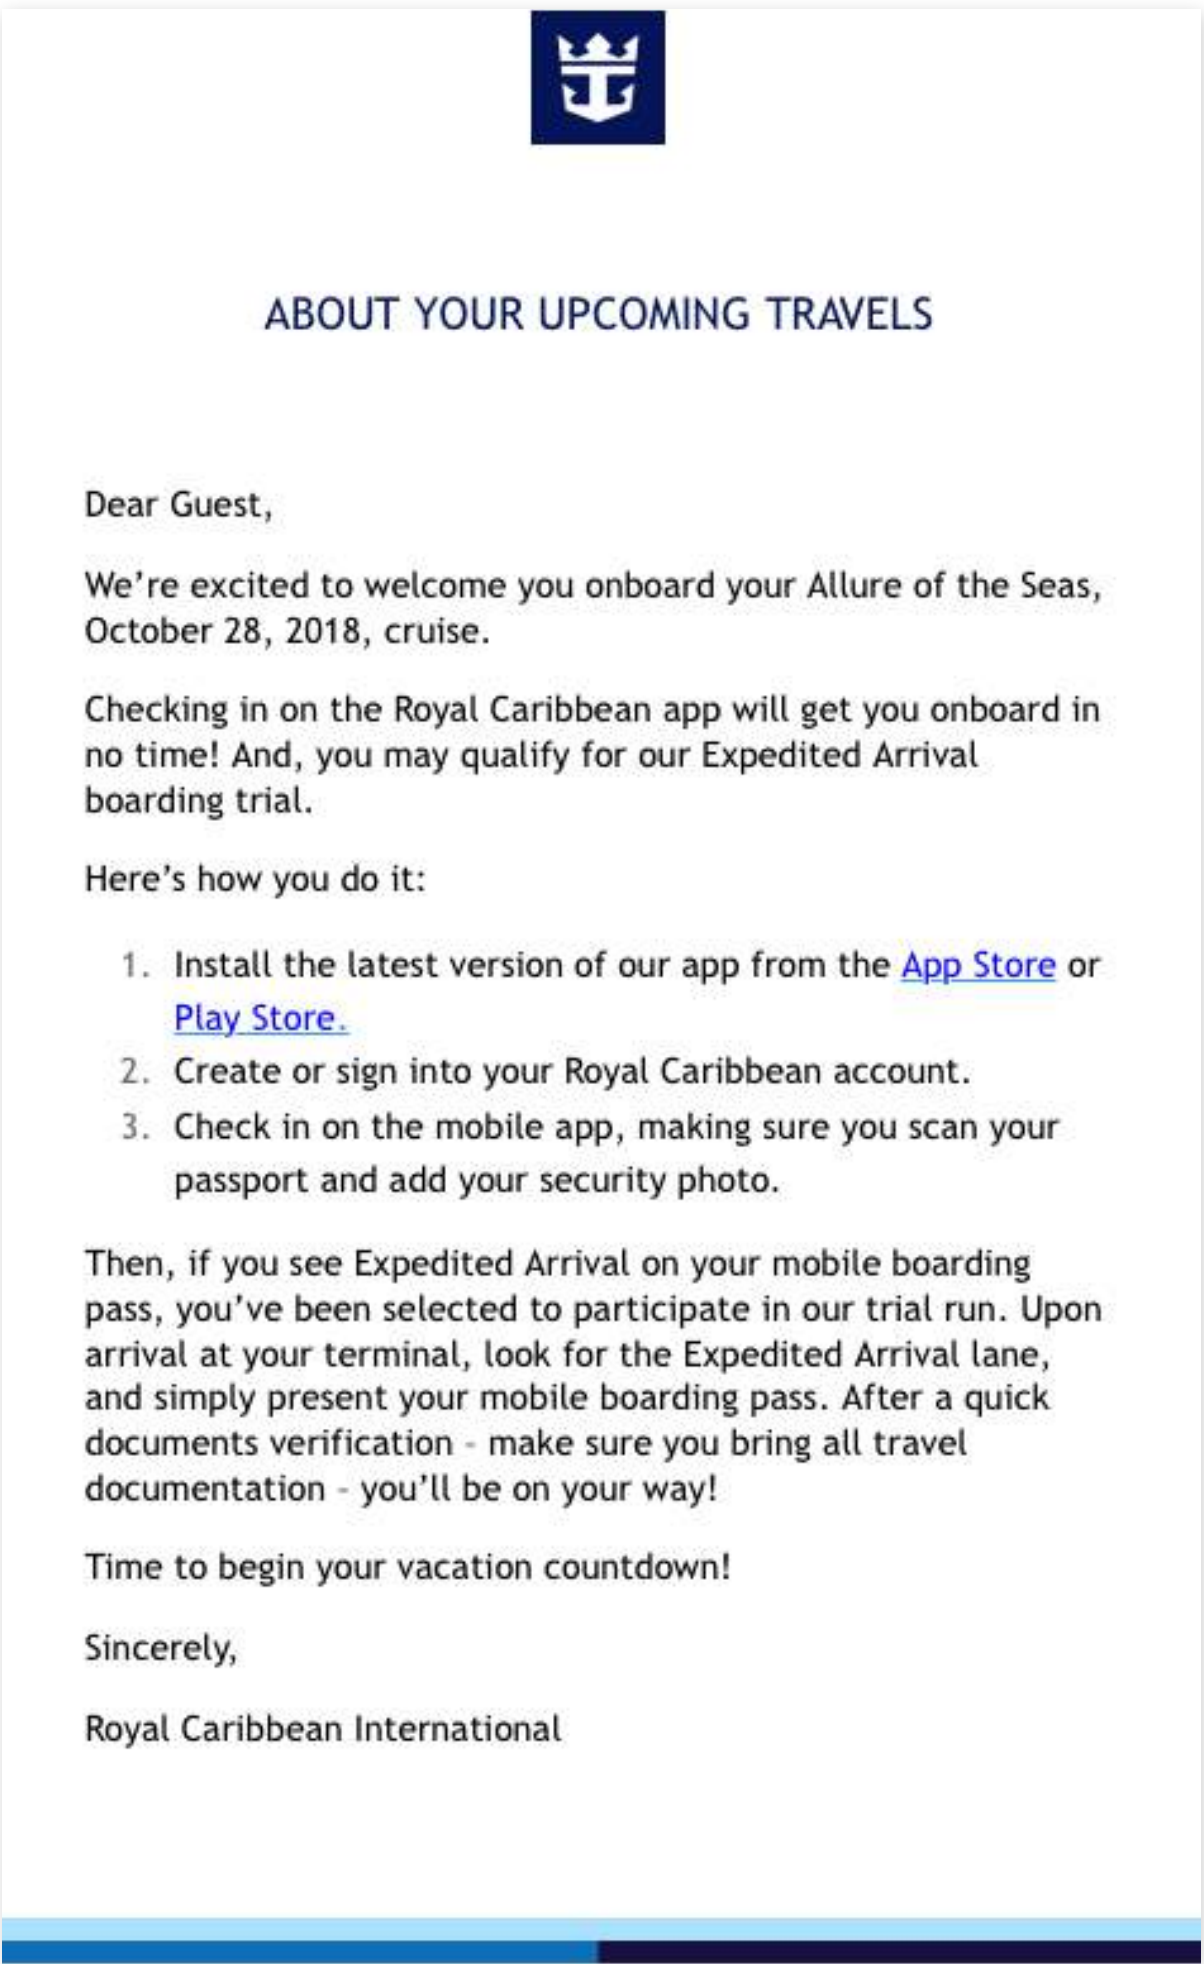 ABOUT YOUR UPCOMING TRAVELS
Dear Guest,
We’re excited to welcome you onboard your Allure of the Seas,
October 28, 2018, cruise.
Checking in on the Royal Caribbean app will get you onboard in
no time! And, you may qualify for our Expedited Arrival
boarding trial.
Here’s how you do it:
1. Install the latest version of our app from the App Store or
Play Store.
2. Create or sign into your Royal Caribbean account.
3. Check in on the mobile app, making sure you scan your
passport and add your security photo.
Then, if you see Expedited Arrival on your mobile boarding
pass, you’ve been selected to participate in our trial run. Upon
arrival at your terminal, look for the Expedited Arrival lane,
and simply present your mobile boarding pass. After a quick
documents verification - make sure you bring all travel
documentation - you’ll be on your way!
Time to begin your vacation countdown!
Sincerely,
Royal Caribbean International